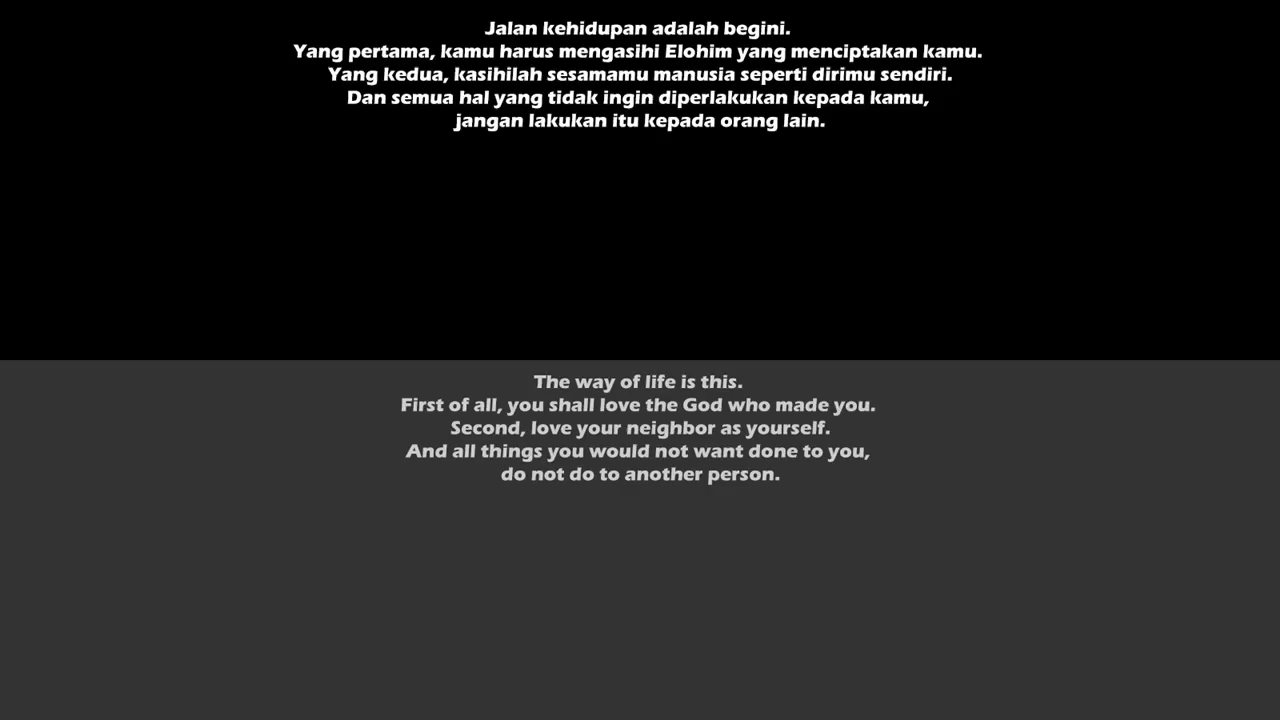 Jalan kehidupan adalah begini.
Yang pertama, kamu harus mengasihi Elohim yang menciptakan kamu.
Yang kedua, kasihilah sesamamu manusia seperti dirimu sendiri.
Dan semua hal yang tidak ingin diperlakukan kepada kamu,
jangan lakukan itu kepada orang lain.
The way of life is this.
First of all, you shall love the God who made you.
Second, love your neighbor as yourself.
And all things you would not want done to you,
do not do to another person.